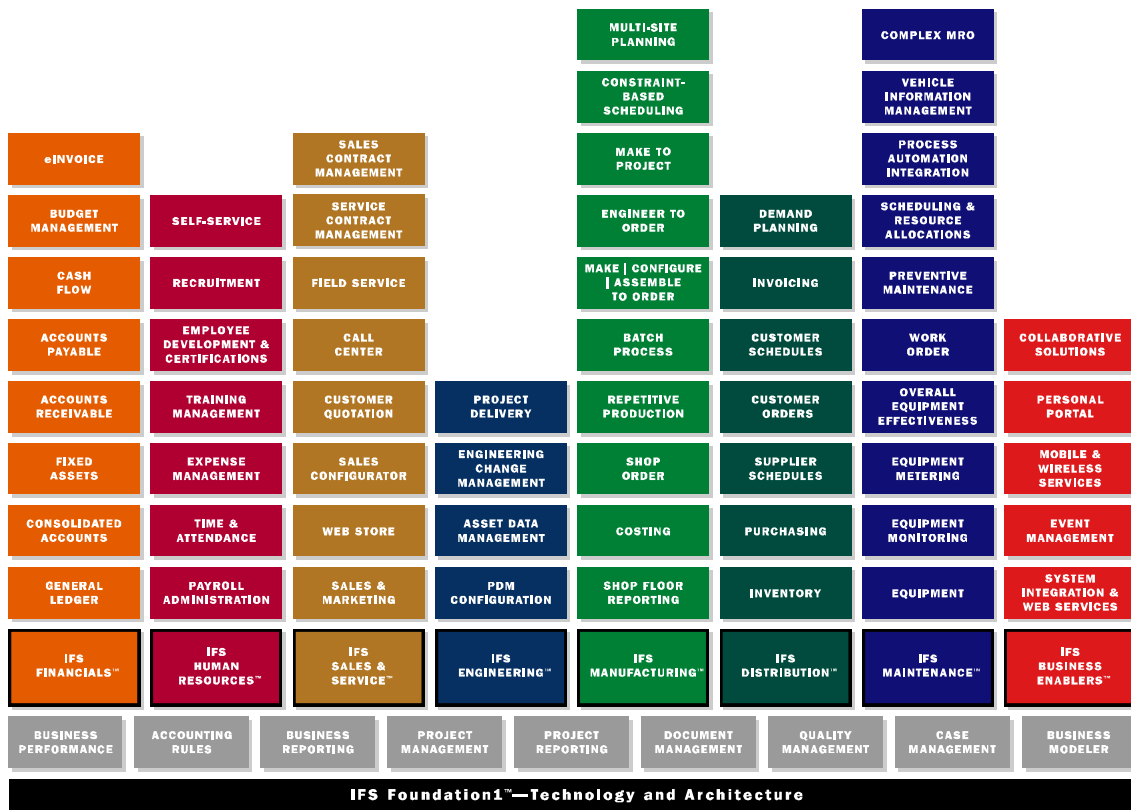 MULTI-SITE
PLANNING
COMPLEX MRO
CONSTRAINT-
BASED
SCHEDULING
VEHICLE
INFORMATION
MANAGEMENT
eINVOICE
SALES
CONTRACT
MANAGEMENT
MAKE TO
PROJECT
PROCESS
AUTOMATION
INTEGRATION
BUDGET
MANAGEMENT
SELF-SERVICE
SERVICE
CONTRACT
MANAGEMENT
ENGINEER TO
ORDER
DEMAND
PLANNING
SCHEDULING &
RESOURCE
ALLOCATIONS
CASH
FLOW
RECRUITMENT
FIELD SERVICE
MAKE | CONFIGURE
| ASSEMBLE
TO ORDER
INVOICING
PREVENTIVE
MAINTENANCE
ACCOUNTS
PAYABLE
EMPLOYEE
DEVELOPMENT &
CERTIFICATIONS
CALL
CENTER
BATCH
PROCESS
CUSTOMER
SCHEDULES
WORK
ORDER
COLLABORATIVE
SOLUTIONS
ACCOUNTS
RECEIVABLE
TRAINING
MANAGEMENT
CUSTOMER
QUOTATION
PROJECT
DELIVERY
REPETITIVE
PRODUCTION
CUSTOMER
ORDERS
OVERALL
EQUIPMENT
EFFECTIVENESS
PERSONAL
PORTAL
FIXED
ASSETS
EXPENSE
MANAGEMENT
SALES
CONFIGURATOR
ENGINEERING
CHANGE
MANAGEMENT
SHOP
ORDER
SUPPLIER
SCHEDULES
EQUIPMENT
METERING
MOBILE &
WIRELESS
SERVICES
CONSOLIDATED
ACCOUNTS
TIME &
ATTENDANCE
WEB STORE
ASSET DATA
MANAGEMENT
COSTING
PURCHASING
EQUIPMENT
MONITORING
EVENT
MANAGEMENT
GENERAL
LEDGER
PAYROLL
ADMINISTRATION
SALES &
MARKETING
PDM
CONFIGURATION
SHOP FLOOR
REPORTING
INVENTORY
EQUIPMENT
SYSTEM
INTEGRATION &
WEB SERVICES
IFS
FINANCIALS™
IFS
HUMAN
RESOURCES™
IFS
SALES &
SERVICE™
IFS
ENGINEERING™
IFS
MANUFACTURING™
IFS
DISTRIBUTION™
IFS
MAINTENANCE™
IFS
BUSINESS
ENABLERS™
BUSINESS
PERFORMANCE
ACCOUNTING
RULES
BUSINESS
REPORTING
PROJECT
MANAGEMENT
PROJECT
REPORTING
DOCUMENT
MANAGEMENT
QUALITY
MANAGEMENT
CASE
MANAGEMENT
BUSINESS
MODELER
IFS Foundation1™—Technology and Architecture